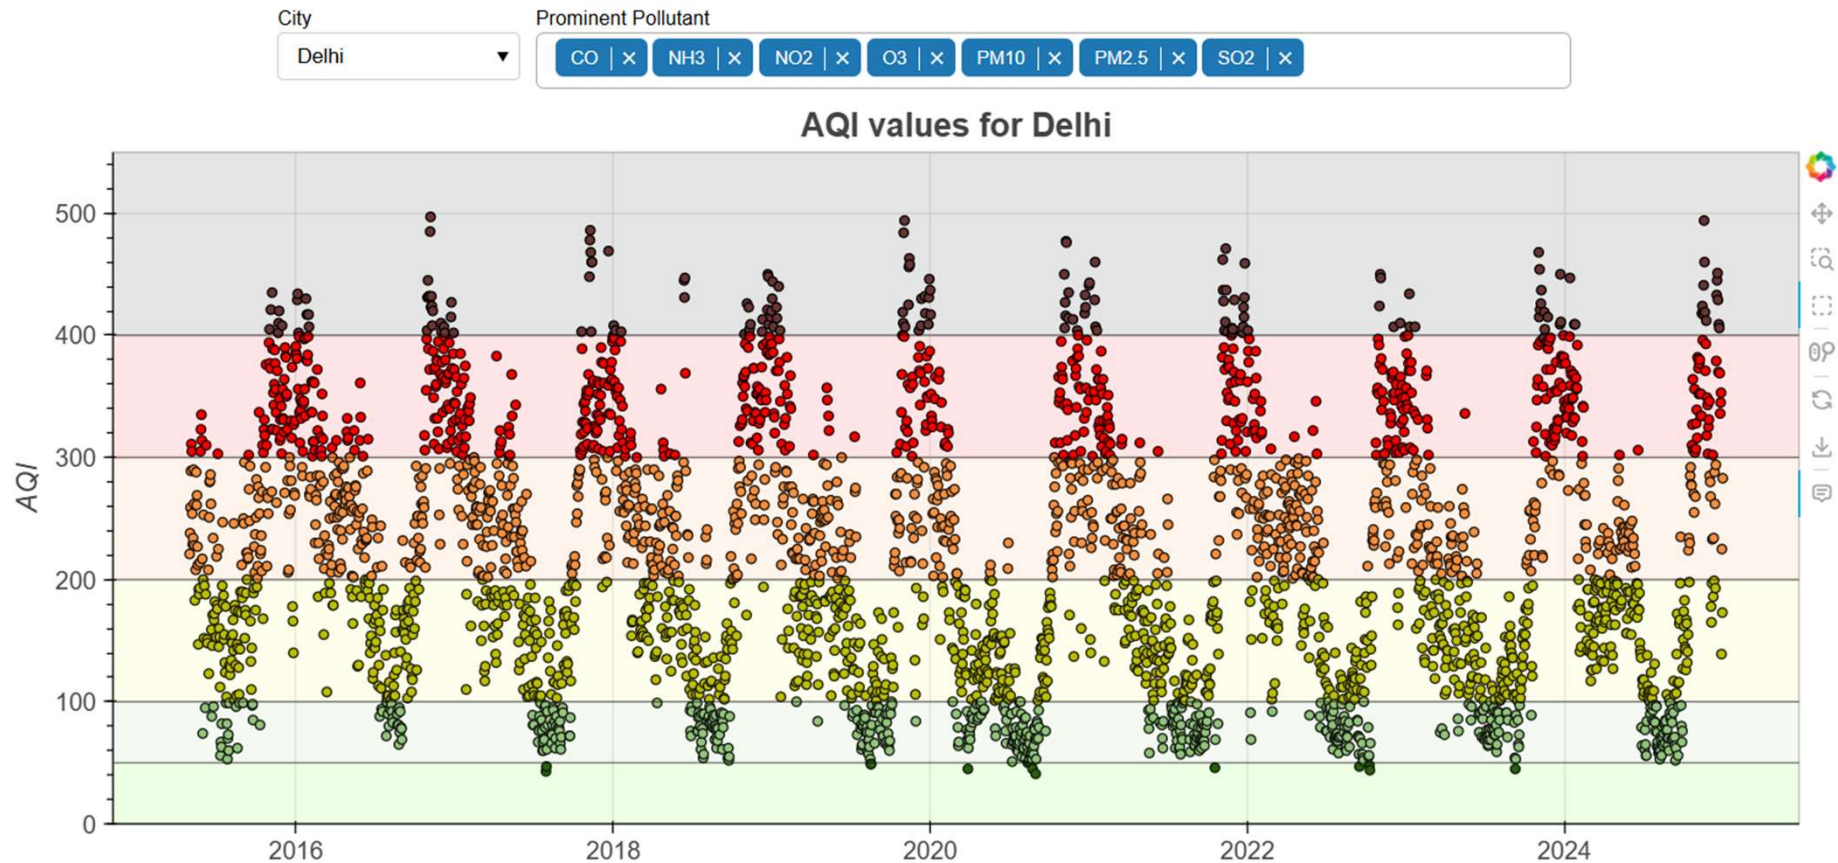 City
Prominent Pollutant
Delhi ▼
CO | × NH3 | × NO2 | × O3 | × PM10 | × PM2.5 | × SO2 | ×
AQI values for Delhi
500
400
300
200
100
0
AQI
2016 2018 2020 2022 2024